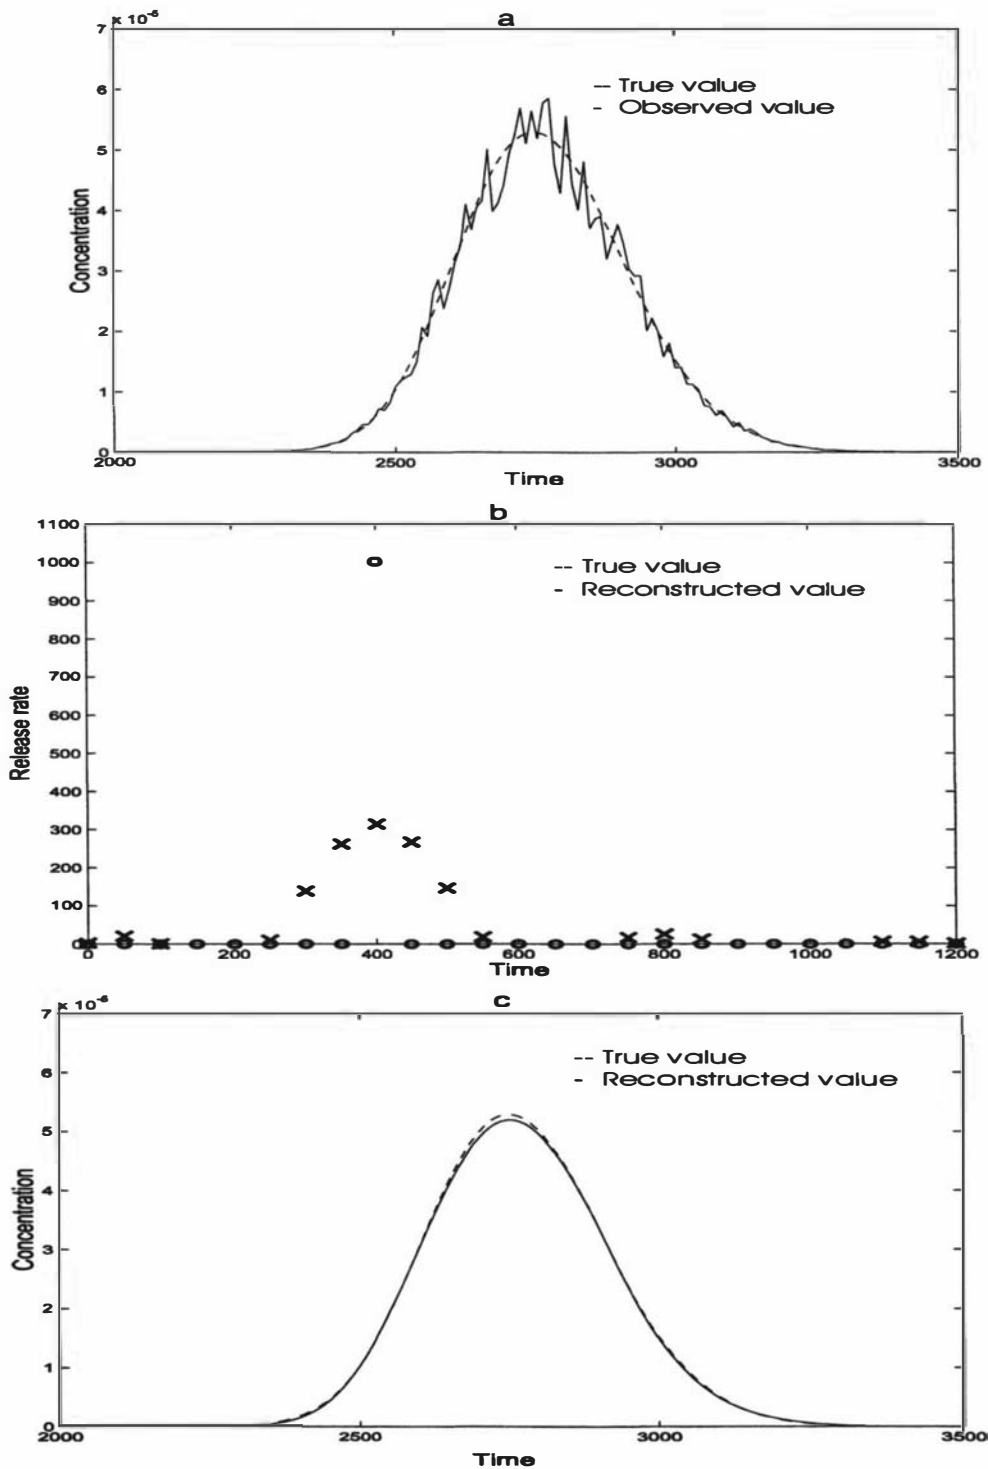 a
7 × 10⁻⁵
6
5
4
3
2
1
0
-- True value
- Observed value
Concentration
2000 2500 3000 3500
Time
b
1100
1000
900
800
700
600
500
400
300
200
100
0
-- True value
- Reconstructed value
Release rate
0 200 400 600 800 1000 1200
Time
c
7 × 10⁻⁵
6
5
4
3
2
1
0
-- True value
- Reconstructed value
Concentration
2000 2500 3000 3500
Time